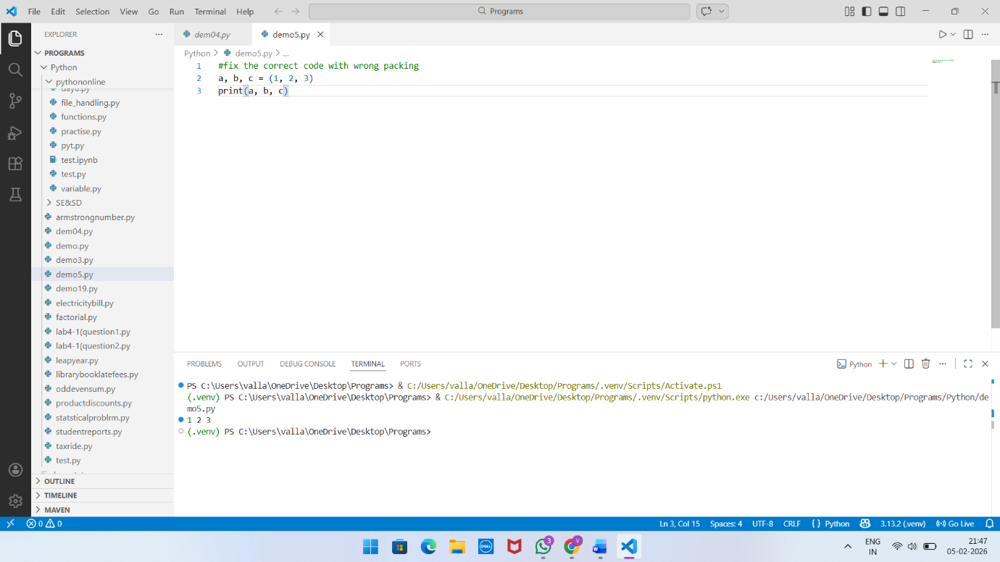 File Edit Selection View Go Run Terminal Help
Programs
EXPLORER
dem04.py
demo5.py
PROGRAMS
Python
pythononline
file_handling.py
functions.py
practise.py
pyt.py
test.ipynb
test.py
variable.py
SE&SD
armstrongnumber.py
dem04.py
demo.py
demo3.py
demo5.py
demo19.py
electricitybill.py
factorial.py
lab4-1(question1.py
lab4-1(question2.py
leapyear.py
librarybooklatefees.py
oddevensum.py
productdiscounts.py
statsticalproblrm.py
studentreports.py
taxride.py
test.py
OUTLINE
TIMELINE
MAVEN
Python > demo5.py > ...
1 #fix the correct code with wrong packing
2 a, b, c = (1, 2, 3)
3 print(a, b, c)
PROBLEMS OUTPUT DEBUG CONSOLE TERMINAL PORTS
Python
PS C:\Users\valla\OneDrive\Desktop\Programs> & C:/Users/valla/OneDrive/Desktop/Programs/.venv/Scripts/Activate.ps1
(.venv) PS C:\Users\valla\OneDrive\Desktop\Programs> & C:/Users/valla/OneDrive/Desktop/Programs/.venv/Scripts/python.exe c:/Users/valla/OneDrive/Desktop/Programs/Python/de
mo5.py
1 2 3
(.venv) PS C:\Users\valla\OneDrive\Desktop\Programs>
0 0
Ln 3, Col 15 Spaces: 4 UTF-8 CRLF { } Python 3.13.2 (.venv) Go Live
DELL
3
V
ENG
IN
21:47
05-02-2026